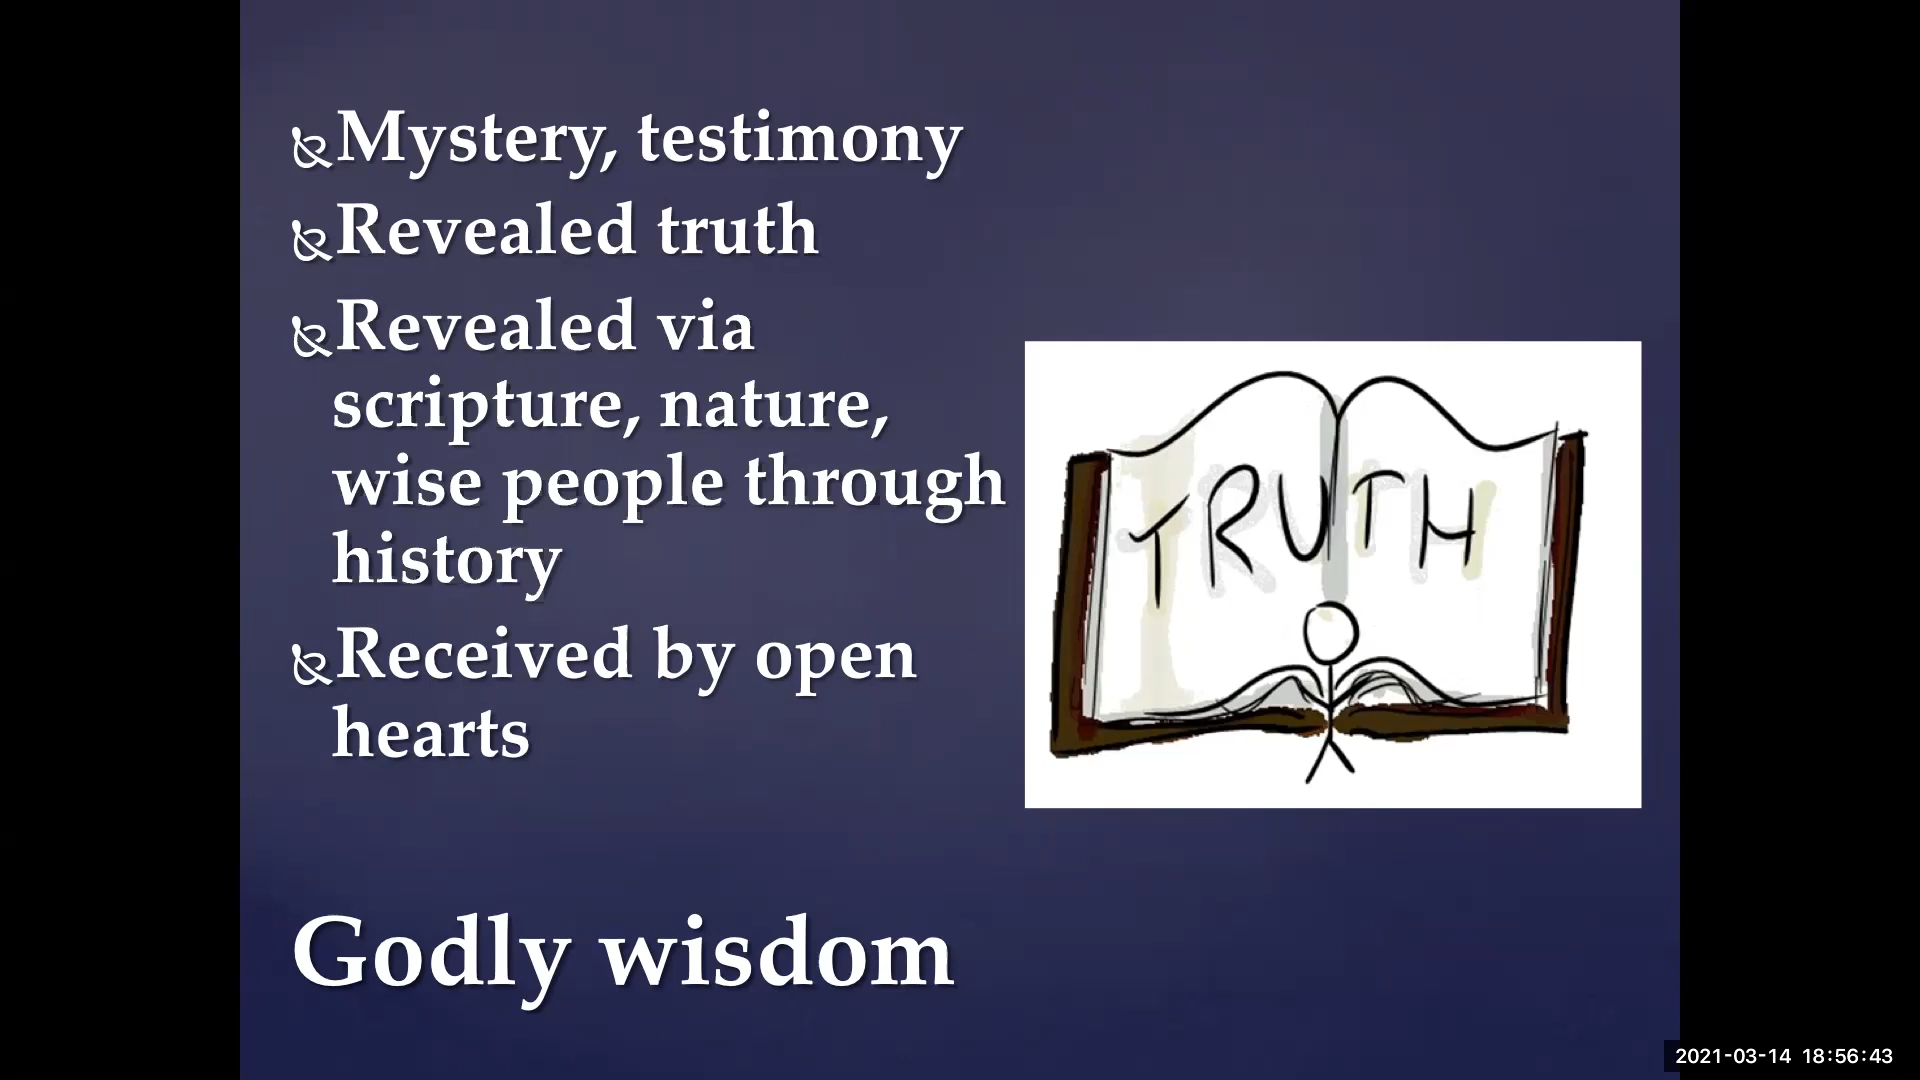 Mystery, testimony
Revealed truth
Revealed via
scripture, nature,
wise people through
history
Received by open
hearts
TRUTH
Godly wisdom
2021-03-14 18:56:43